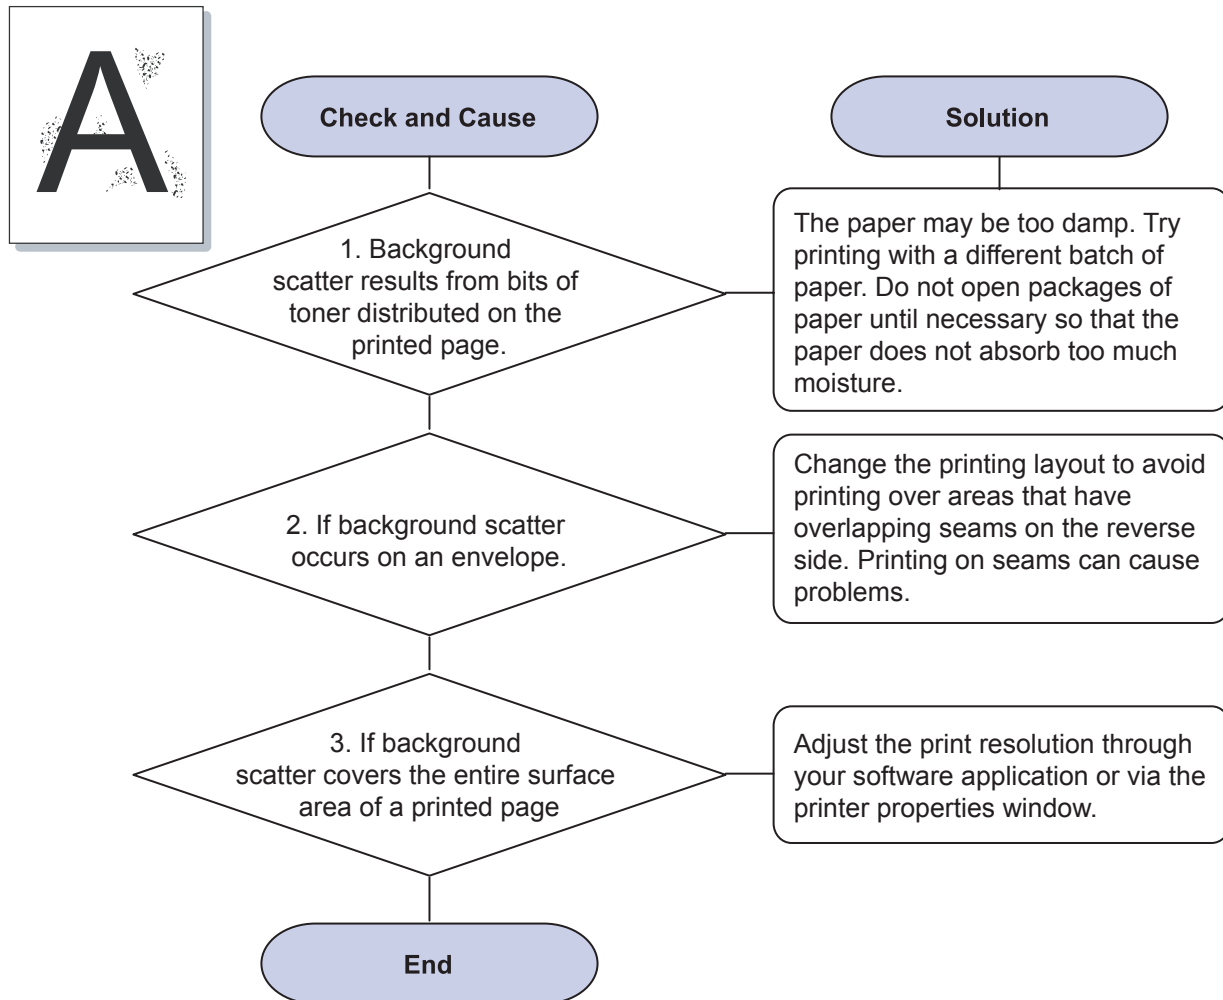 A
Check and Cause
Solution
1. Background
scatter results from bits of
toner distributed on the
printed page.
The paper may be too damp. Try
printing with a different batch of
paper. Do not open packages of
paper until necessary so that the
paper does not absorb too much
moisture.
2. If background scatter
occurs on an envelope.
Change the printing layout to avoid
printing over areas that have
overlapping seams on the reverse
side. Printing on seams can cause
problems.
3. If background
scatter covers the entire surface
area of a printed page
Adjust the print resolution through
your software application or via the
printer properties window.
End